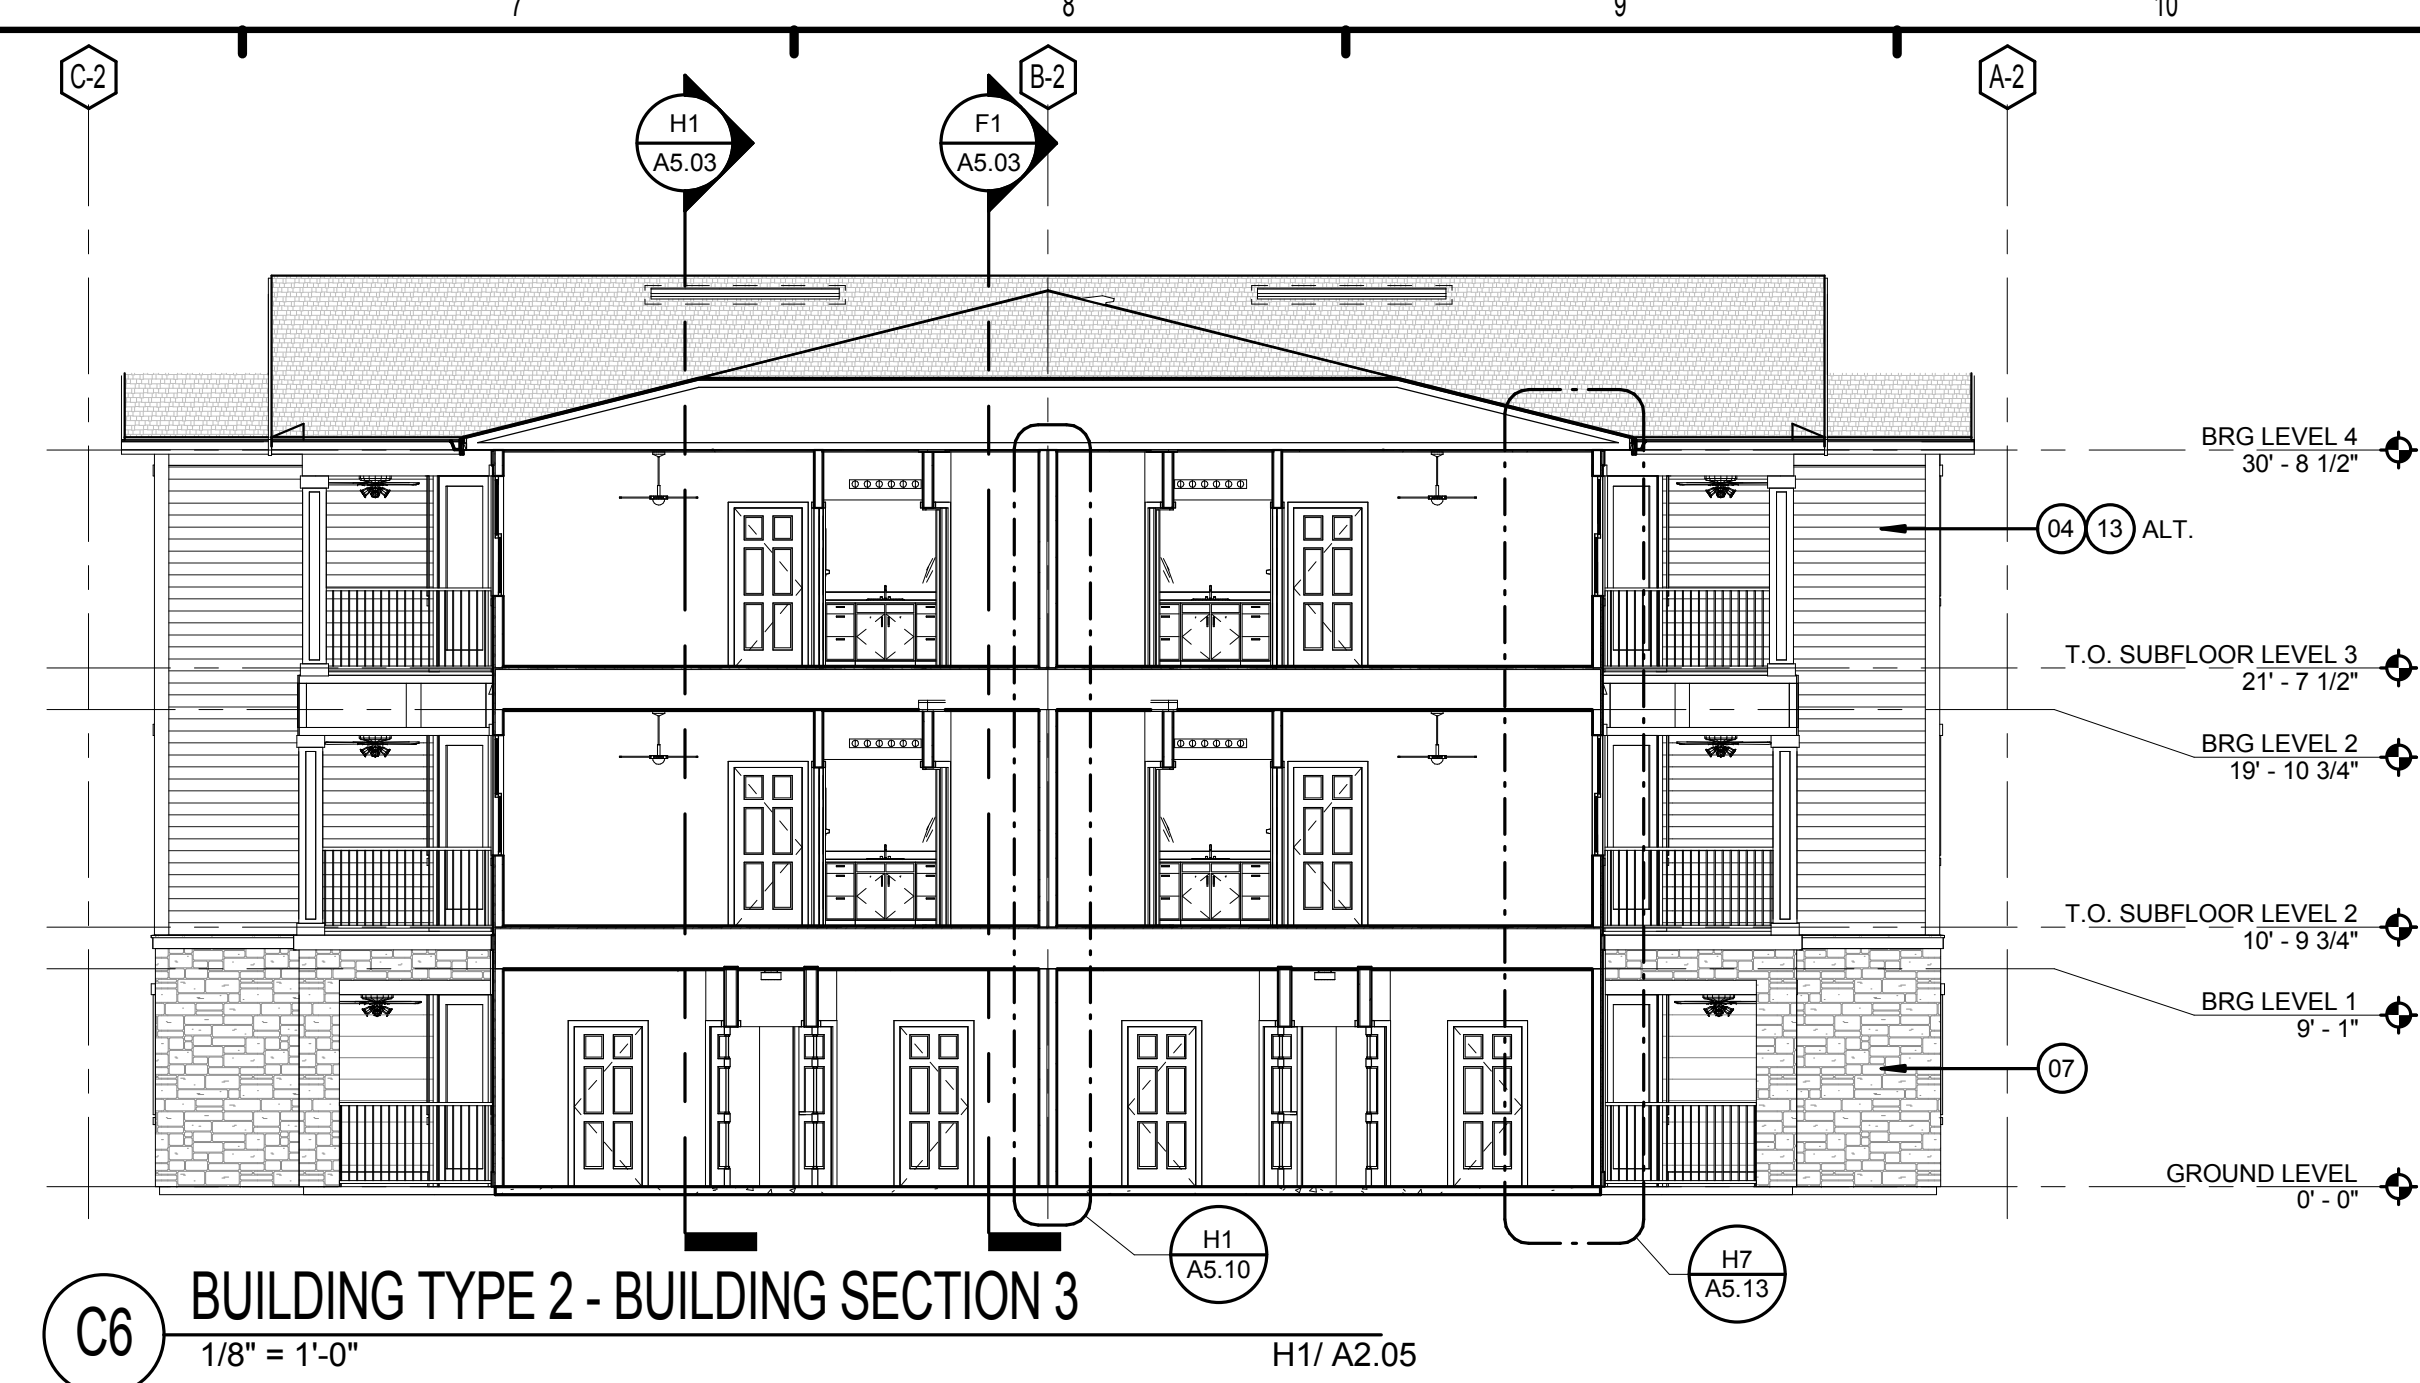 7
8
9
10
C-2
B-2
A-2
H1
A5.03
F1
A5.03
BRG LEVEL 4
30' - 8 1/2"
04
13
ALT.
T.O. SUBFLOOR LEVEL 3
21' - 7 1/2"
BRG LEVEL 2
19' - 10 3/4"
T.O. SUBFLOOR LEVEL 2
10' - 9 3/4"
BRG LEVEL 1
9' - 1"
07
GROUND LEVEL
0' - 0"
H1
A5.10
H7
A5.13
C6
BUILDING TYPE 2 - BUILDING SECTION 3
1/8" = 1'-0"
H1/ A2.05